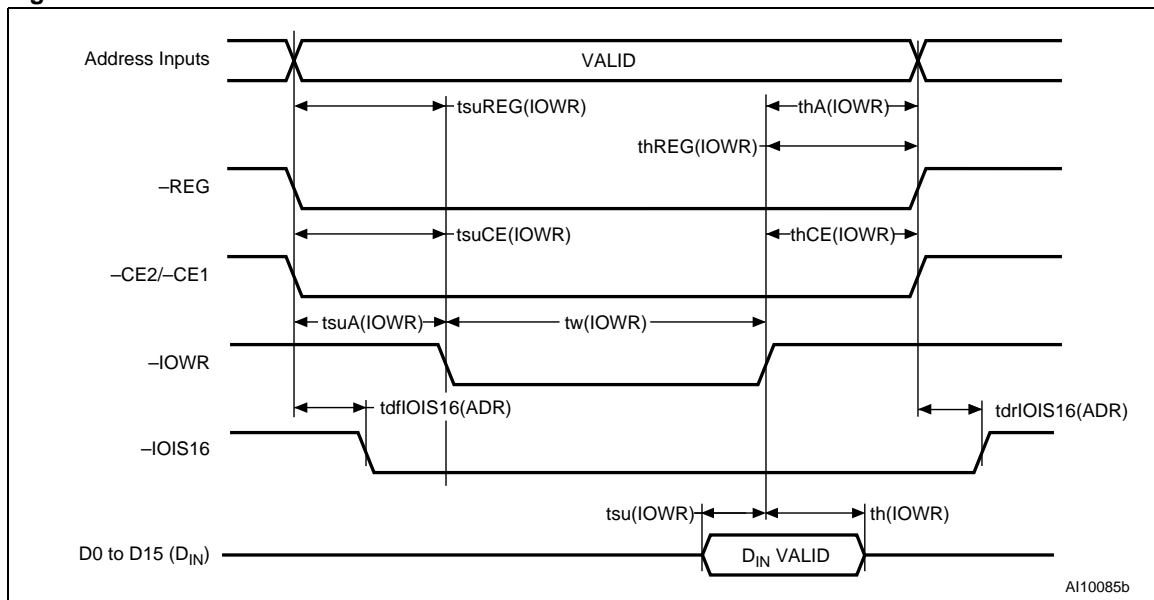 Address Inputs
VALID
tsuREG(IOWR)
thA(IOWR)
thREG(IOWR)
–REG
tsuCE(IOWR)
thCE(IOWR)
–CE2/–CE1
tsuA(IOWR)
tw(IOWR)
–IOWR
tdfIOIS16(ADR)
tdrIOIS16(ADR)
–IOIS16
tsu(IOWR)
th(IOWR)
D0 to D15 (DIN)
DIN VALID
AI10085b